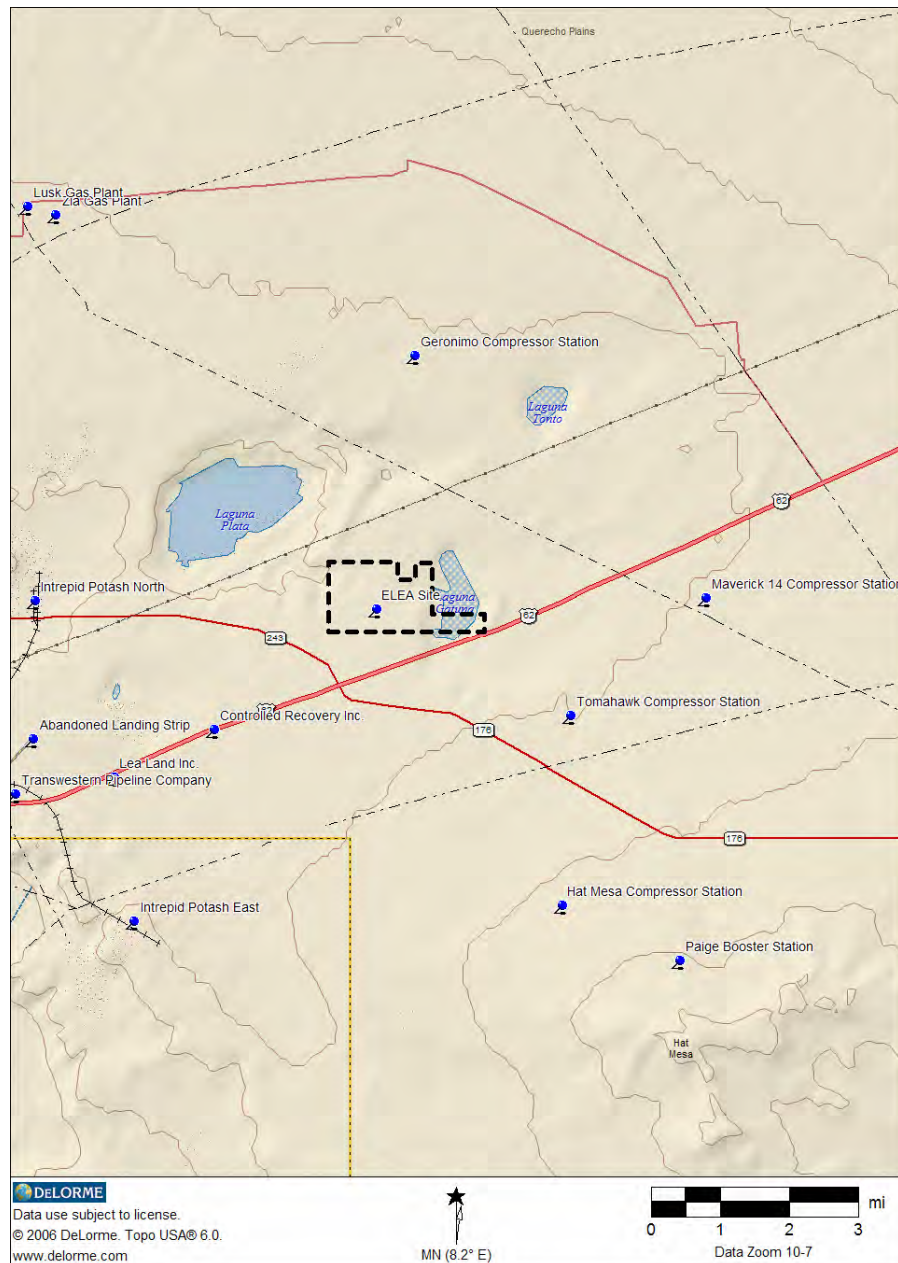 Querecho Plains
Lusk Gas Plant
Zia Gas Plant
Geronimo Compressor Station
Laguna
Tonto
62
Laguna
Plata
Intrepid Potash North
ELEA Site
Laguna
Gatuna
62
Maverick 14 Compressor Station
243
62
Controlled Recovery Inc.
Tomahawk Compressor Station
176
Abandoned Landing Strip
Lea Land Inc.
Transwestern Pipeline Company
176
Hat Mesa Compressor Station
Intrepid Potash East
Paige Booster Station
Hat
Mesa
DELORME
Data use subject to license.
© 2006 DeLorme. Topo USA® 6.0.
www.delorme.com
MN (8.2° E)
mi
0 1 2 3
Data Zoom 10-7